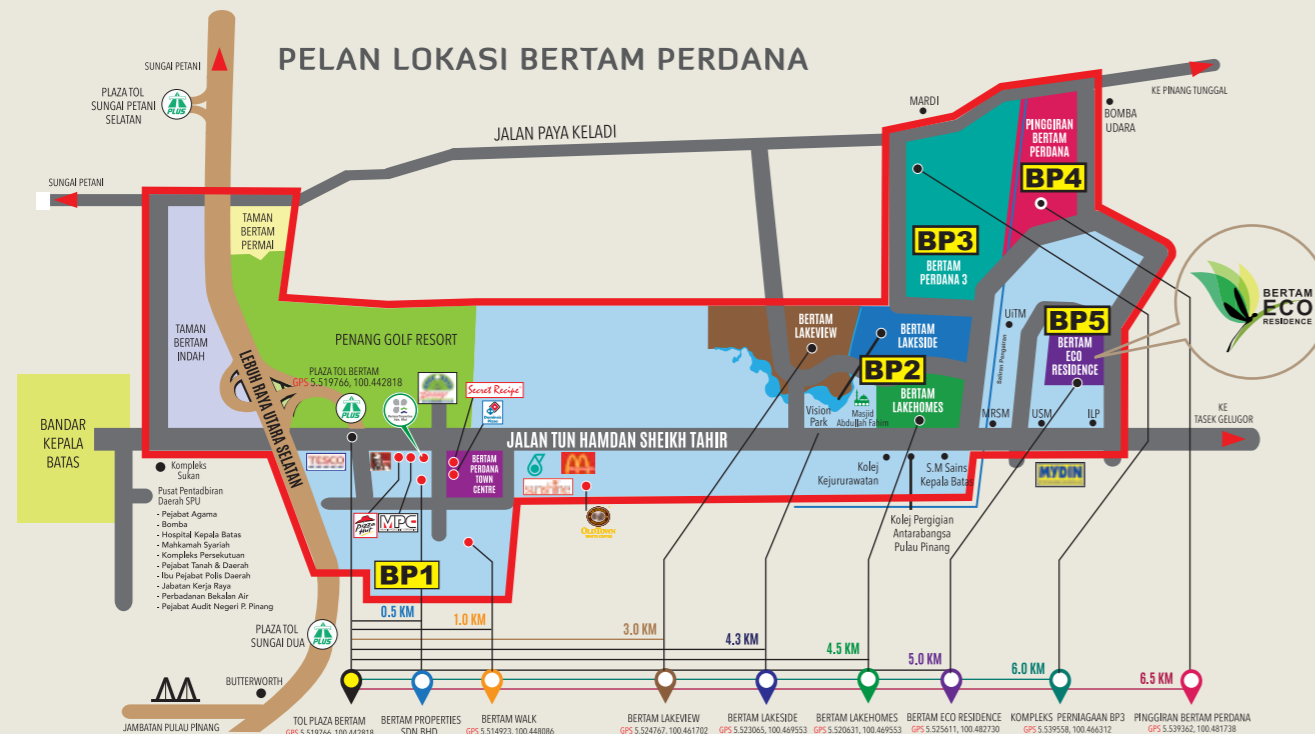 PELAN LOKASI BERTAM PERDANA
SUNGAI PETANI
PLAZA TOL
SUNGAI PETANI
SELATAN
PLUS
SUNGAI PETANI
JALAN PAYA KELADI
MARDI
KE PINANG TUNGGAL
BOMBA
UDARA
PINGGIRAN
BERTAM
PERDANA
BP4
BP3
BERTAM
PERDANA 3
TAMAN
BERTAM
PERMAI
TAMAN
BERTAM
INDAH
LEBUH RAYA UTARA SELATAN
PENANG GOLF RESORT
PLAZA TOL BERTAM
GPS 5.519766, 100.442818
PLUS
Secret Recipe
BERTAM
LAKEVIEW
BERTAM
LAKESIDE
BP2
BERTAM
LAKEHOMES
UiTM
BP5
BERTAM
ECO
RESIDENCE
BERTAM
ECO
RESIDENCE
Vision
Park
Masjid
Abdullah Fahim
MRSM
USM
ILP
KE
TASEK GELUGOR
BANDAR
KEPALA
BATAS
JALAN TUN HAMDAN SHEIKH TAHIR
Kompleks
Sukan
Pusat Pentadbiran
Daerah SPU
- Pejabat Agama
- Bomba
- Hospital Kepala Batas
- Mahkamah Syariah
- Kompleks Persekutuan
- Pejabat Tanah & Daerah
- Ibu Pejabat Polis Daerah
- Jabatan Kerja Raya
- Perbadanan Bekalan Air
- Pejabat Audit Negeri P. Pinang
TESCO
BERTAM
PERDANA
TOWN
CENTRE
sunshine
OLDTOWN
Pizza
Hut
MPC
BP1
Kolej
Kejururawatan
S.M Sains
Kepala Batas
Kolej Pergigian
Antarabangsa
Pulau Pinang
MYDIN
PLAZA TOL
SUNGAI DUA
PLUS
BUTTERWORTH
JAMBATAN PULAU PINANG
0.5 KM
1.0 KM
3.0 KM
4.3 KM
4.5 KM
5.0 KM
6.0 KM
6.5 KM
TOL PLAZA BERTAM
GPS 5.519766, 100.442818
BERTAM PROPERTIES
SDN BHD
BERTAM WALK
GPS 5.514923, 100.448086
BERTAM LAKEVIEW
GPS 5.524767, 100.461702
BERTAM LAKESIDE
GPS 5.523065, 100.469553
BERTAM LAKEHOMES
GPS 5.520631, 100.469553
BERTAM ECO RESIDENCE
GPS 5.525611, 100.482730
KOMPLEKS PERNIAGAAN BP3
GPS 5.539558, 100.466312
PINGGIRAN BERTAM PERDANA
GPS 5.539362, 100.481738